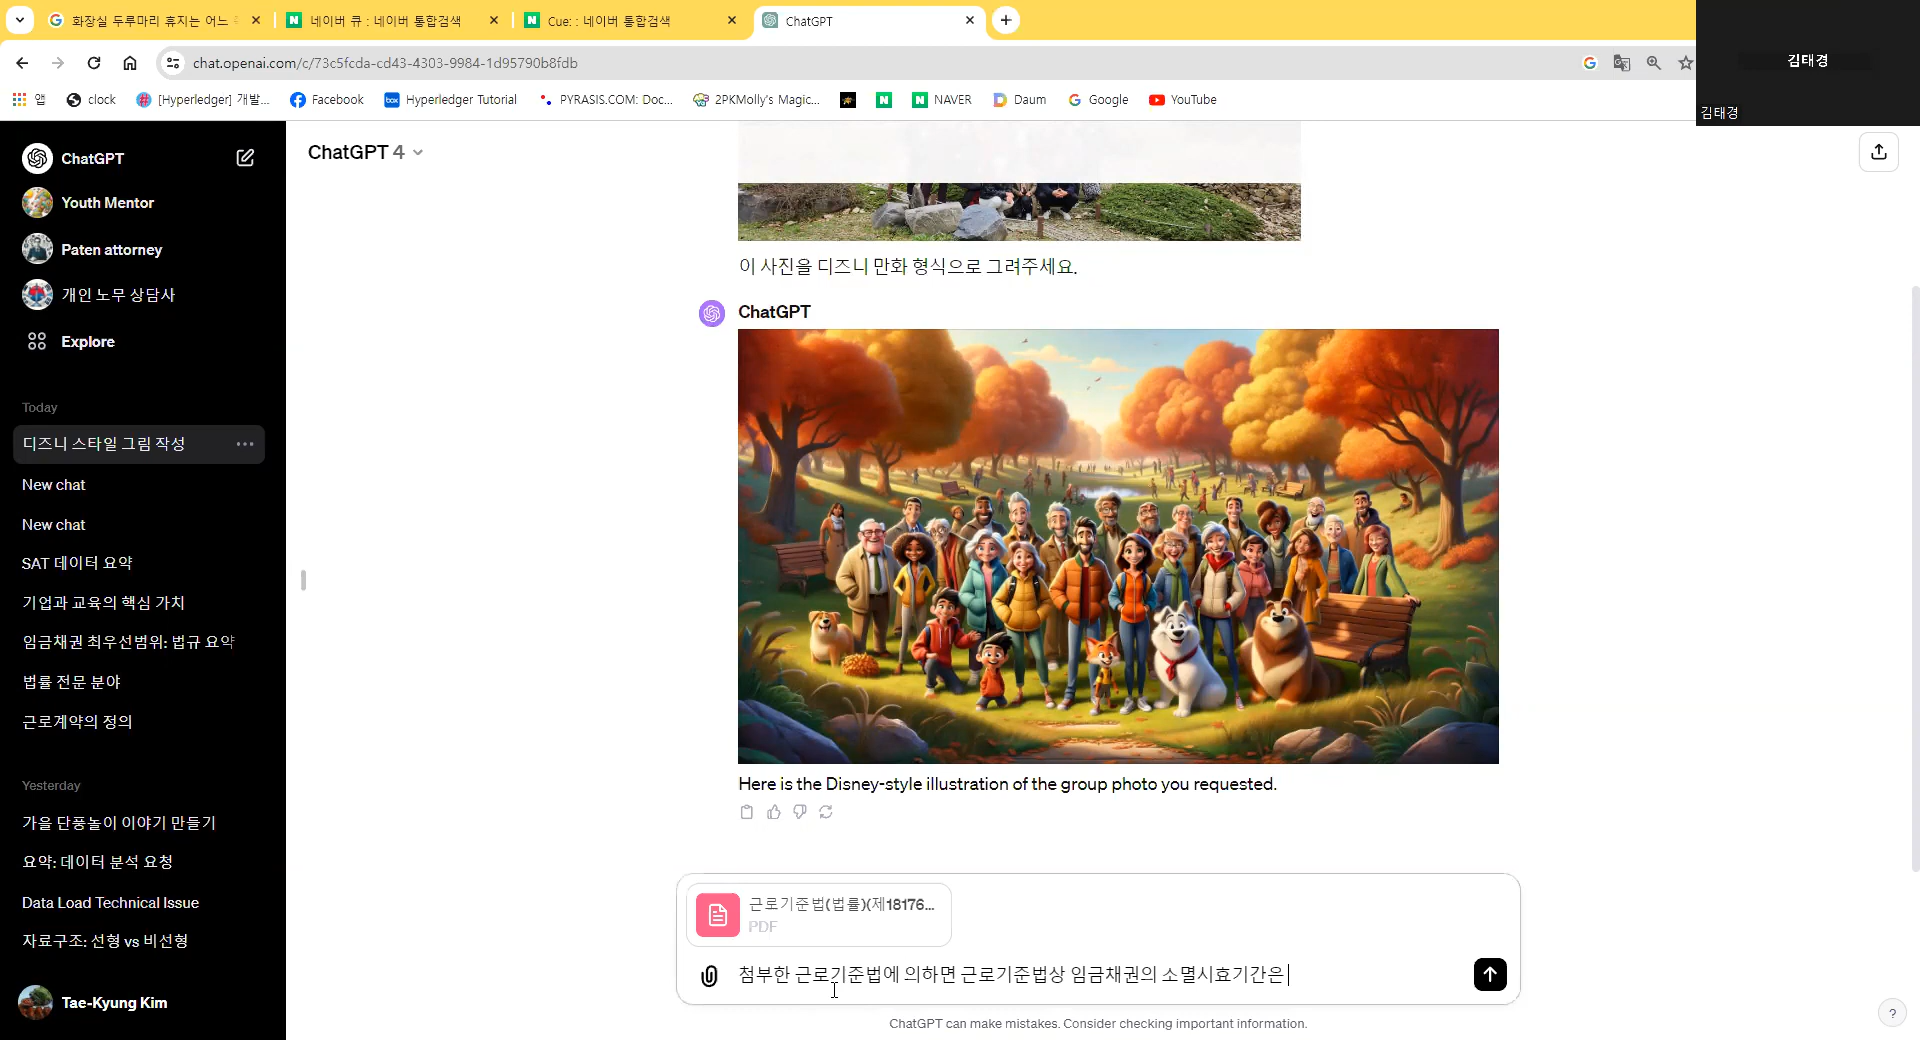 화장실 두루마리 휴지는 어느
네이버 큐 : 네이버 통합검색
Cue: : 네이버 통합검색
ChatGPT
chat.openai.com/c/73c5fcda-cd43-4303-9984-1d95790b8fdb
앱
clock
[Hyperledger] 개발...
Facebook
Hyperledger Tutorial
PYRASIS.COM: Doc...
2PKMolly's Magic...
NAVER
Daum
Google
YouTube
김태경
김태경
ChatGPT
Youth Mentor
Paten attorney
개인 노무 상담사
Explore
Today
디즈니 스타일 그림 작성
New chat
New chat
SAT 데이터 요약
기업과 교육의 핵심 가치
임금채권 최우선범위: 법규 요약
법률 전문 분야
근로계약의 정의
Yesterday
가을 단풍놀이 이야기 만들기
요약: 데이터 분석 요청
Data Load Technical Issue
자료구조: 선형 vs 비선형
Tae-Kyung Kim
ChatGPT 4
이 사진을 디즈니 만화 형식으로 그려주세요.
ChatGPT
Here is the Disney-style illustration of the group photo you requested.
근로기준법(법률)(제18176...
PDF
첨부한 근로기준법에 의하면 근로기준법상 임금채권의 소멸시효기간은
ChatGPT can make mistakes. Consider checking important information.
?